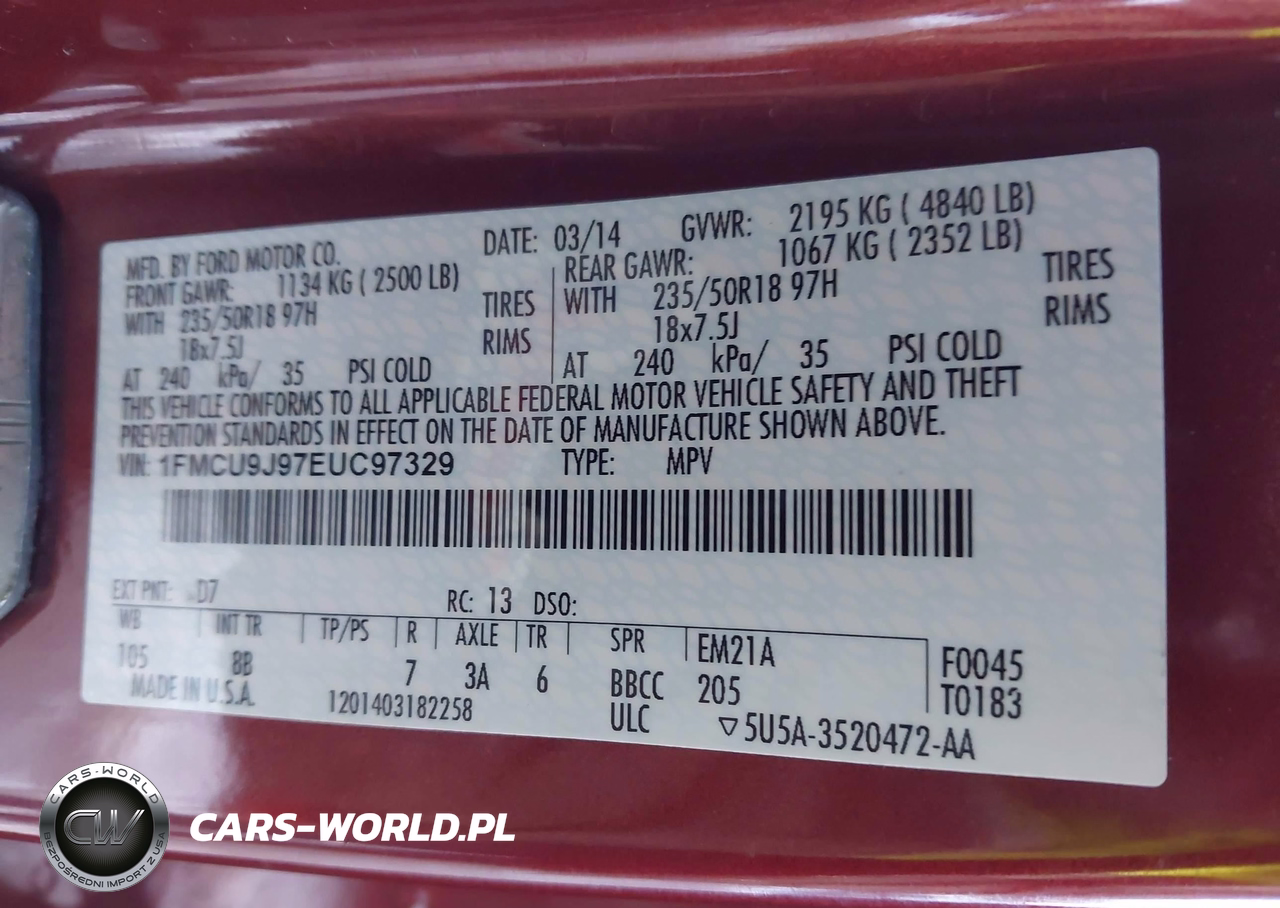 MFD. BY FORD MOTOR CO. DATE: 03/14 GVWR: 2195 KG ( 4840 LB)
FRONT GAWR: 1134 KG ( 2500 LB) REAR GAWR: 1067 KG ( 2352 LB)
WITH 235/50R18 97H TIRES WITH 235/50R18 97H TIRES
18x7.5J RIMS 18x7.5J RIMS
AT 240 kPa/ 35 PSI COLD AT 240 kPa/ 35 PSI COLD
THIS VEHICLE CONFORMS TO ALL APPLICABLE FEDERAL MOTOR VEHICLE SAFETY AND THEFT
PREVENTION STANDARDS IN EFFECT ON THE DATE OF MANUFACTURE SHOWN ABOVE.
VIN: 1FMCU9J97EUC97329 TYPE: MPV
EXT PNT: D7 RC: 13 DSO:
WB INT TR TP/PS R AXLE TR SPR EM21A F0045
105 8B 7 3A 6 BBCC 205 T0183
MADE IN U.S.A. 1201403182258 ULC ▽5U5A-3520472-AA
CARS-WORLD
CW
BEZPOŚREDNI IMPORT Z USA
CARS-WORLD.PL